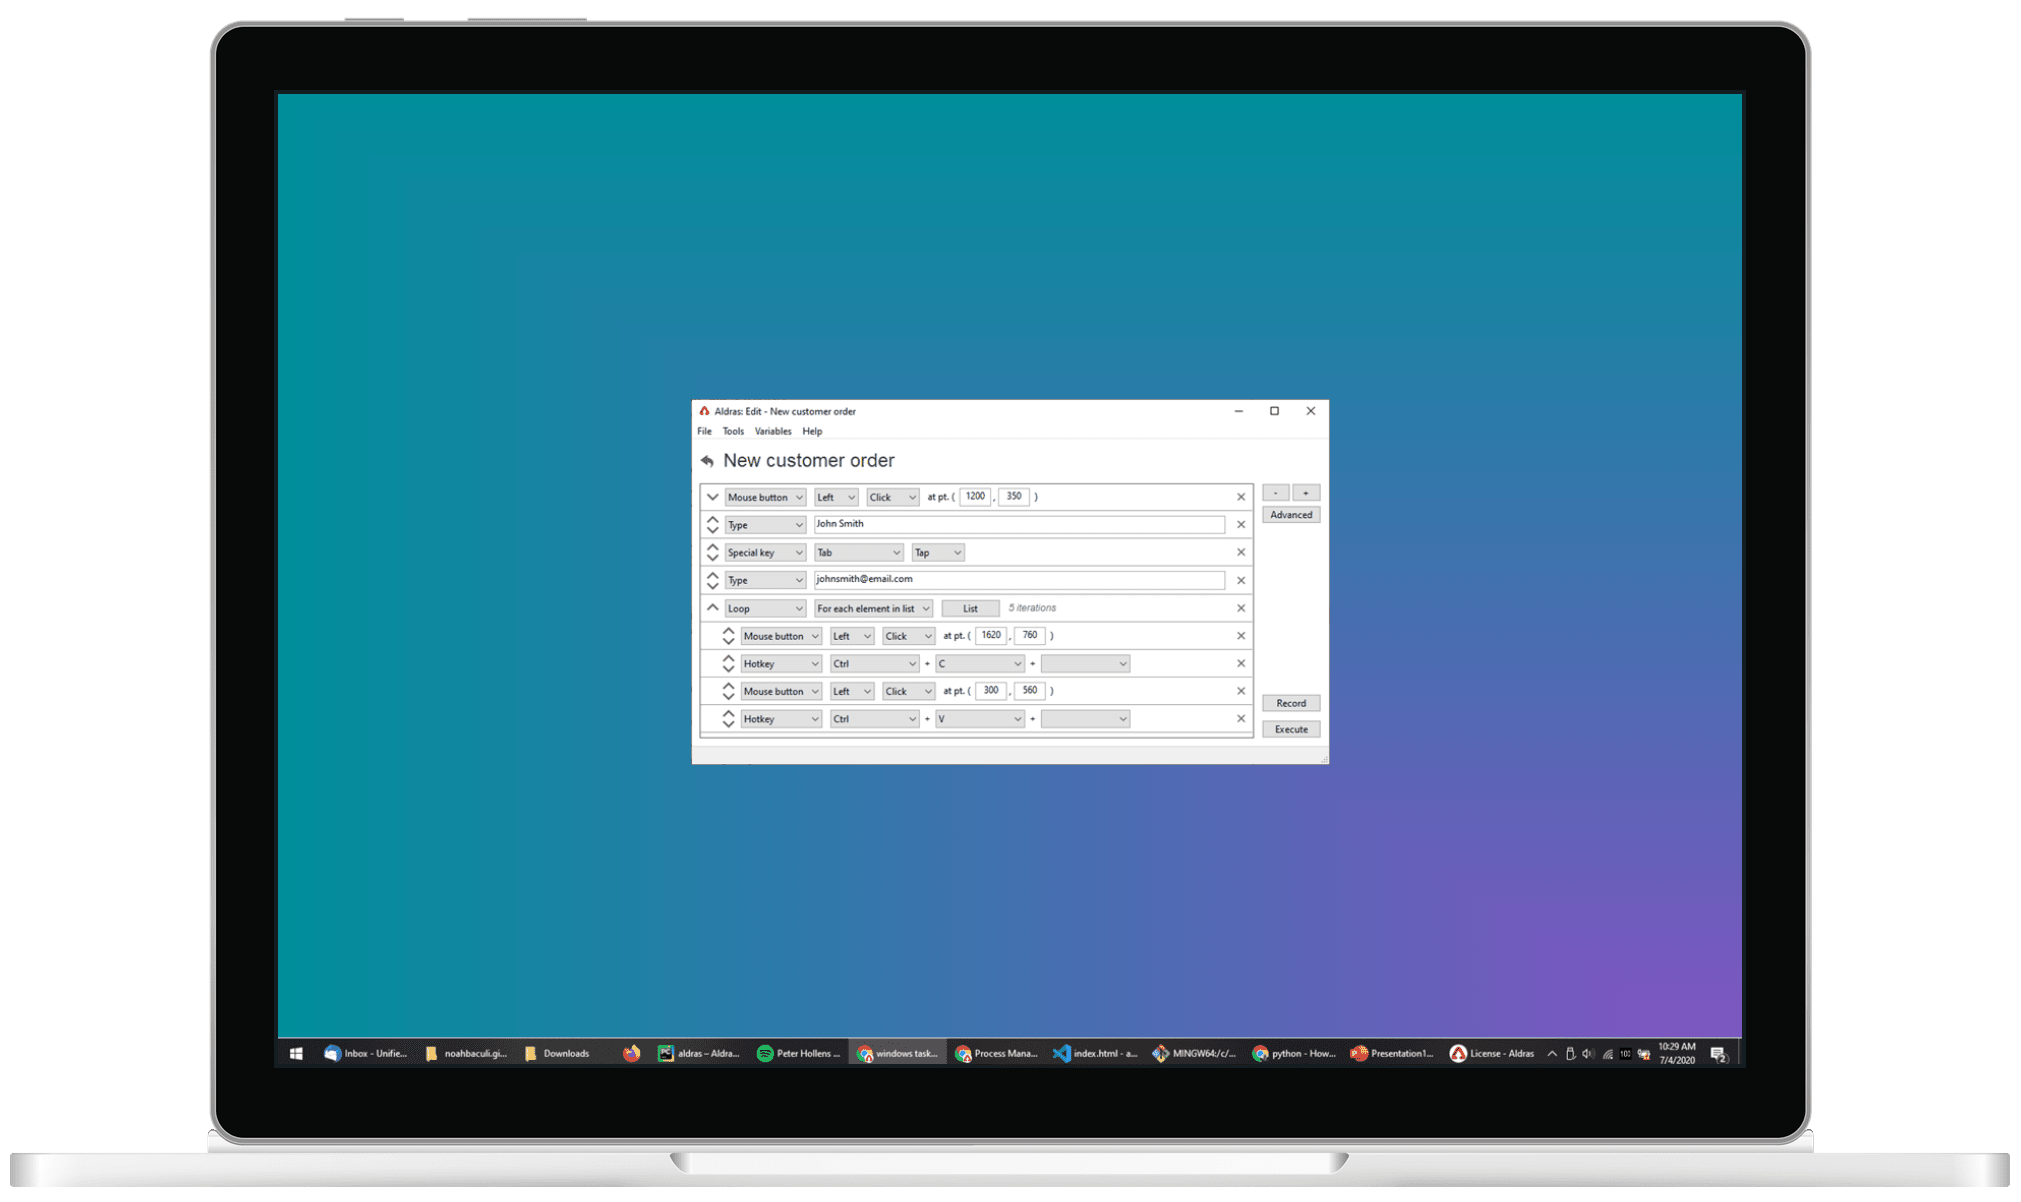 Aldras: Edit - New customer order
File Tools Variables Help
New customer order
Mouse button Left Click at pt. ( 1200 , 350 )
- +
Type John Smith
Advanced
Special key Tab Tap
Type johnsmith@email.com
Loop For each element in list List 5 iterations
Mouse button Left Click at pt. ( 1620 , 760 )
Hotkey Ctrl + C +
Mouse button Left Click at pt. ( 300 , 560 )
Record
Hotkey Ctrl + V +
Execute
Inbox - Unifie... noahbaculi.gi... Downloads aldras – Aldra... Peter Hollens ... windows task... Process Mana... index.html - a... MINGW64:/c/... python - How... Presentation1... License - Aldras
10:29 AM
7/4/2020
2